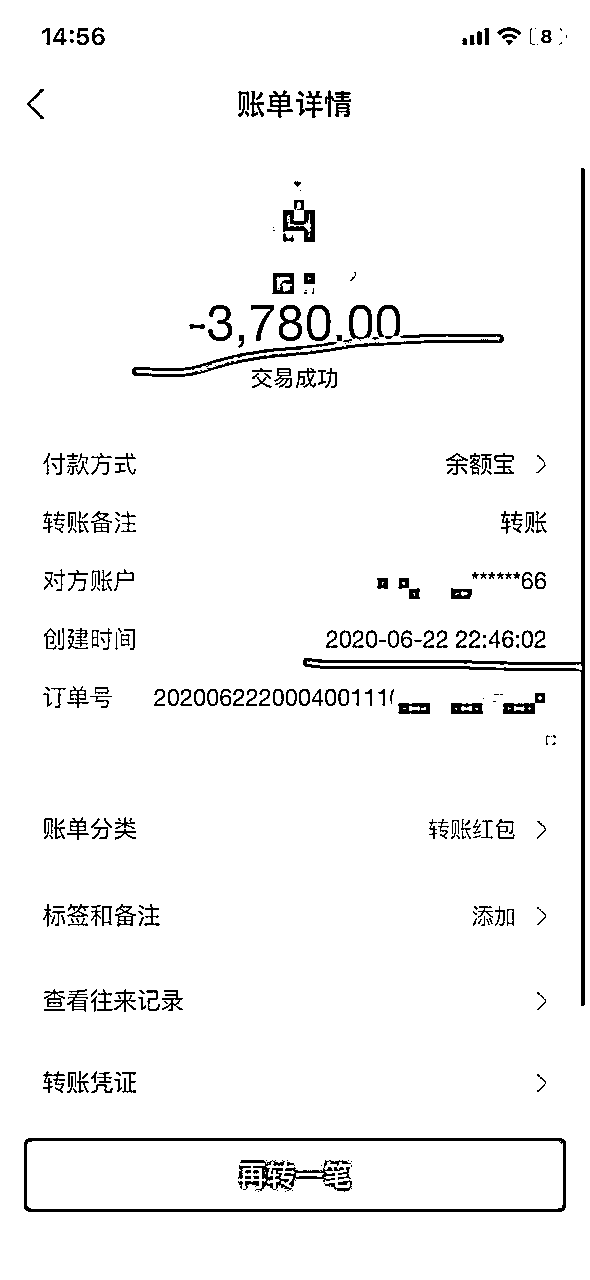 14:56
8
账单详情
-3,780.00
交易成功
付款方式 余额宝
转账备注 转账
对方账户 ******66
创建时间 2020-06-22 22:46:02
订单号 202006222000400111
账单分类 转账红包
标签和备注 添加
查看往来记录
转账凭证
再转一笔